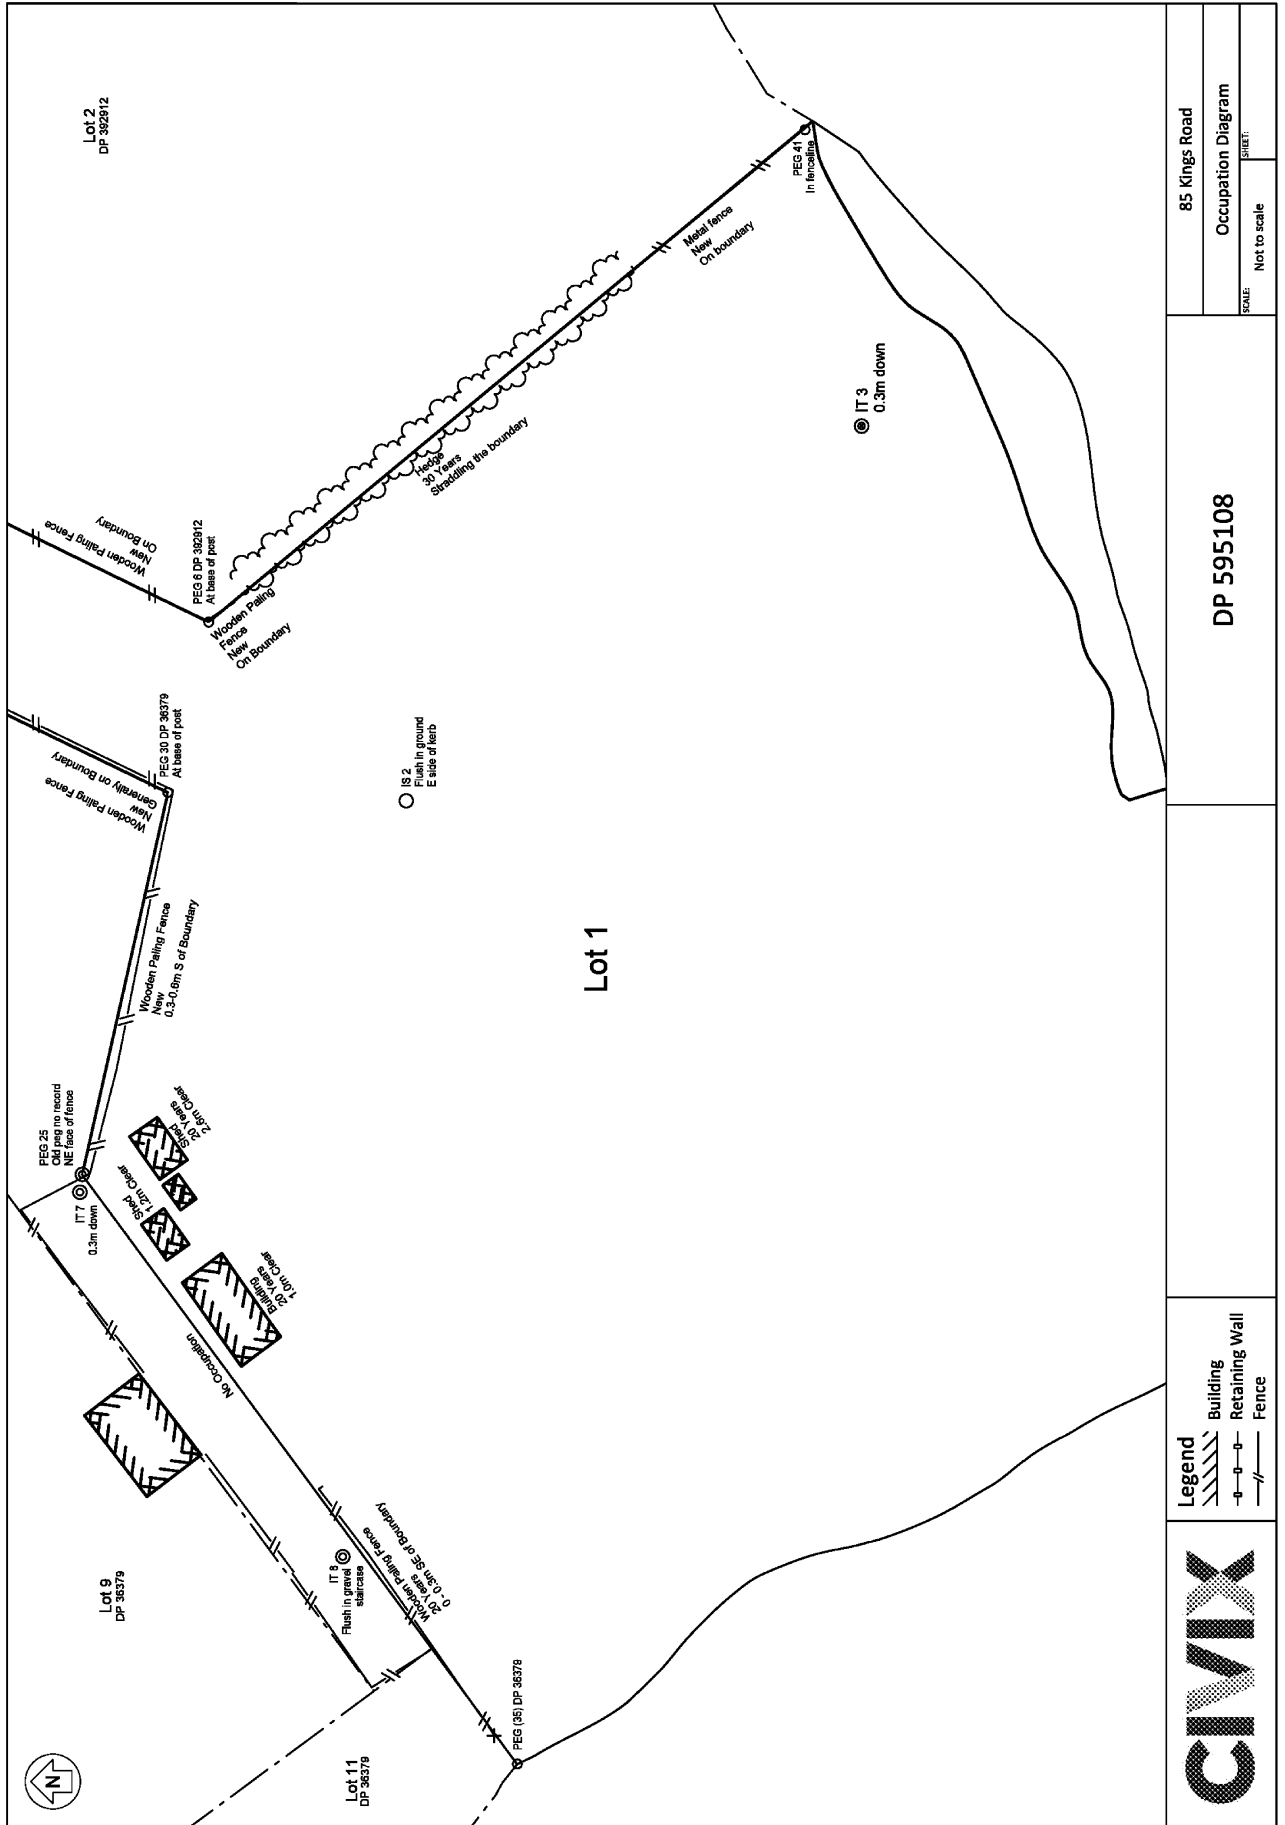 N
Lot 9
DP 36379
Lot 11
DP 36379
PEG (35) DP 36379
IT 8
Flush in gravel
staircase
Wooden Paling Fence
20 Years
0 - 0.3m SE of Boundary
No Occupation
Building
20 Years
1.0m Clear
Shed
1.2m Clear
Shed
20 Years
2.6m Clear
IT 7
0.3m down
PEG 25
Old peg no record
NE face of fence
Wooden Paling Fence
New
0.3-0.6m S of Boundary
Wooden Paling Fence
New
Generally on Boundary
PEG 30 DP 36379
At base of post
Wooden Paling Fence
New
On Boundary
PEG 6 DP 392912
At base of post
Wooden Paling
Fence
New
On Boundary
Lot 2
DP 392912
Hedge
30 Years
Straddling the boundary
Metal fence
New
On boundary
PEG 41
In fenceline
IS 2
Flush in ground
E side of kerb
IT 3
0.3m down
Lot 1
CIVIX
Legend
Building
Retaining Wall
Fence
DP 595108
85 Kings Road
Occupation Diagram
SCALE:
Not to scale
SHEET: